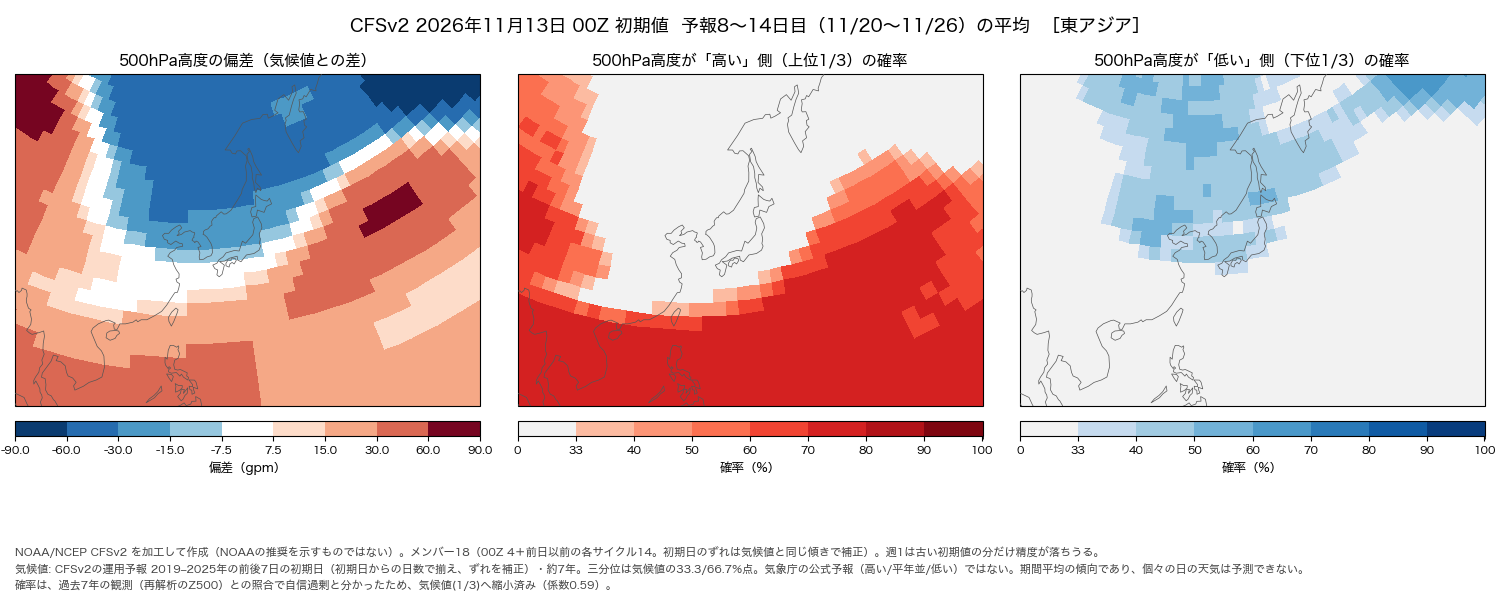 CFSv2 2026年11月13日 00Z 初期値　予報8～14日目（11/20～11/26）の平均　［東アジア］
500hPa高度の偏差（気候値との差）
500hPa高度が「高い」側（上位1/3）の確率
500hPa高度が「低い」側（下位1/3）の確率
-90.0 -60.0 -30.0 -15.0 -7.5 7.5 15.0 30.0 60.0 90.0
偏差（gpm）
0 33 40 50 60 70 80 90 100
確率（%）
0 33 40 50 60 70 80 90 100
確率（%）
NOAA/NCEP CFSv2 を加工して作成（NOAAの推奨を示すものではない）。メンバー18（00Z 4＋前日以前の各サイクル14。初期日のずれは気候値と同じ傾きで補正）。週1は古い初期値の分だけ精度が落ちうる。
気候値: CFSv2の運用予報 2019–2025年の前後7日の初期日（初期日からの日数で揃え、ずれを補正）・約7年。三分位は気候値の33.3/66.7%点。気象庁の公式予報（高い/平年並/低い）ではない。期間平均の傾向であり、個々の日の天気は予測できない。
確率は、過去7年の観測（再解析のZ500）との照合で自信過剰と分かったため、気候値(1/3)へ縮小済み（係数0.59）。